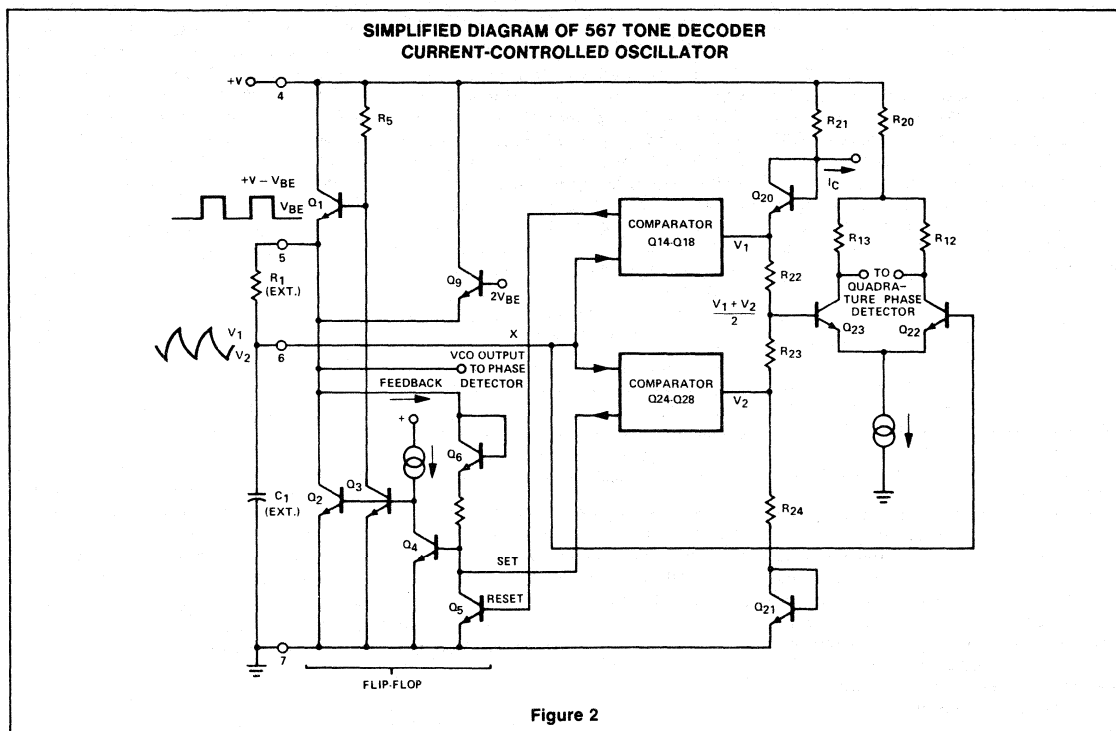 SIMPLIFIED DIAGRAM OF 567 TONE DECODER
CURRENT-CONTROLLED OSCILLATOR
+V
4
R5
R21
R20
+V – VBE
VBE
Q1
IC
Q20
COMPARATOR
Q14-Q18
V1
R13
R12
5
R1
(EXT.)
Q9
2VBE
R22
TO
QUADRA-
TURE PHASE
DETECTOR
V1 + V2
2
Q23
Q22
V1
V2
6
X
VCO OUTPUT
TO PHASE
DETECTOR
R23
FEEDBACK
COMPARATOR
Q24-Q28
V2
+
Q6
C1
(EXT.)
Q2
Q3
R24
Q4
SET
RESET
Q5
Q21
7
FLIP-FLOP
Figure 2